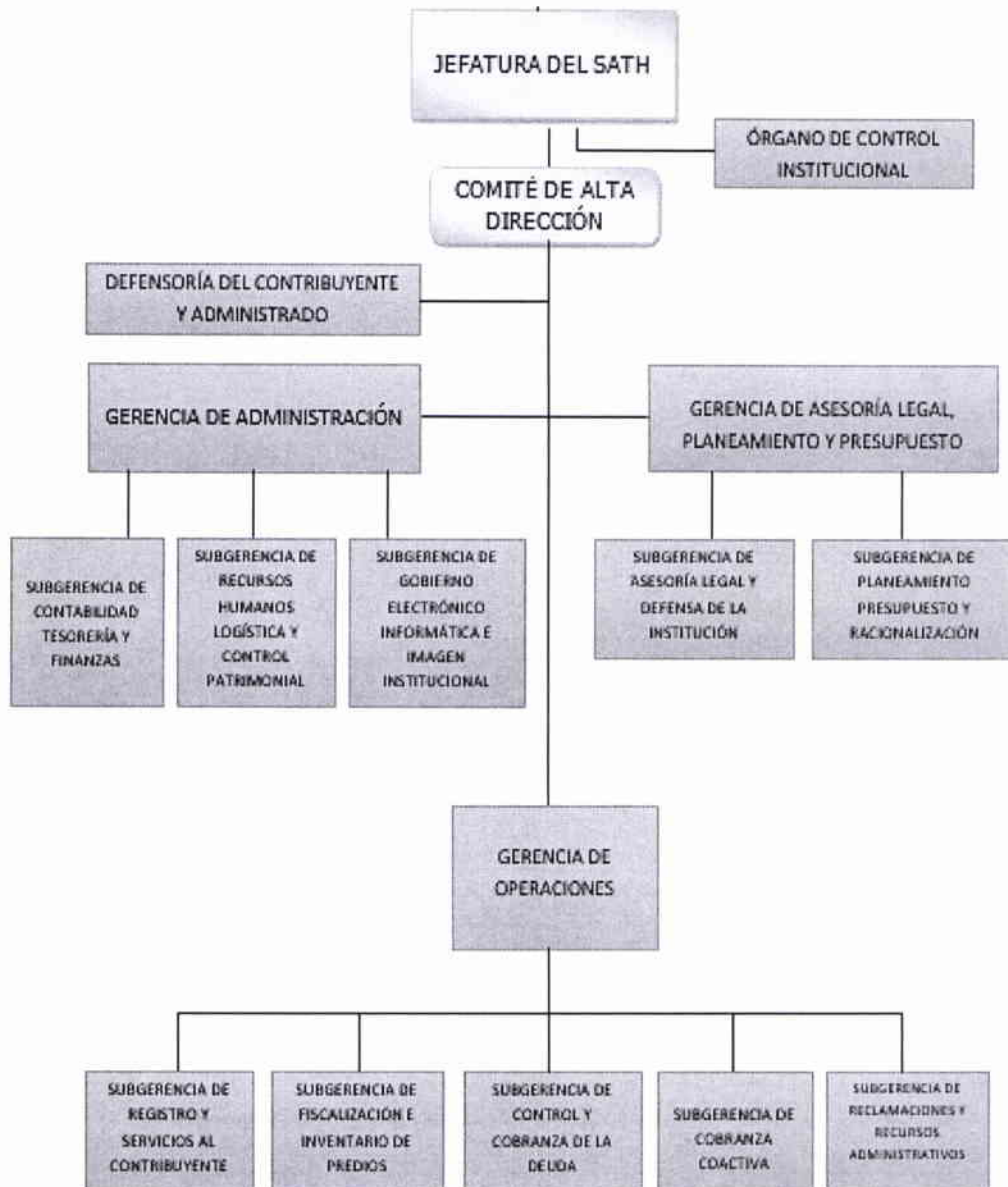 JEFATURA DEL SATH
ÓRGANO DE CONTROL
INSTITUCIONAL
COMITÉ DE ALTA
DIRECCIÓN
DEFENSORÍA DEL CONTRIBUYENTE
Y ADMINISTRADO
GERENCIA DE ADMINISTRACIÓN
GERENCIA DE ASESORÍA LEGAL,
PLANEAMIENTO Y PRESUPUESTO
SUBGERENCIA DE
CONTABILIDAD
TESORERÍA Y
FINANZAS
SUBGERENCIA DE
RECURSOS
HUMANOS
LOGÍSTICA Y
CONTROL
PATRIMONIAL
SUBGERENCIA DE
GOBIERNO
ELECTRÓNICO
INFORMÁTICA E
IMAGEN
INSTITUCIONAL
SUBGERENCIA DE
ASESORÍA LEGAL Y
DEFENSA DE LA
INSTITUCIÓN
SUBGERENCIA DE
PLANEAMIENTO
PRESUPUESTO Y
RACIONALIZACIÓN
GERENCIA DE
OPERACIONES
SUBGERENCIA DE
REGISTRO Y
SERVICIOS AL
CONTRIBUYENTE
SUBGERENCIA DE
FISCALIZACIÓN E
INVENTARIO DE
PREDIOS
SUBGERENCIA DE
CONTROL Y
COBRANZA DE LA
DEUDA
SUBGERENCIA DE
COBRANZA
COACTIVA
SUBGERENCIA DE
RECLAMACIONES Y
RECURSOS
ADMINISTRATIVOS